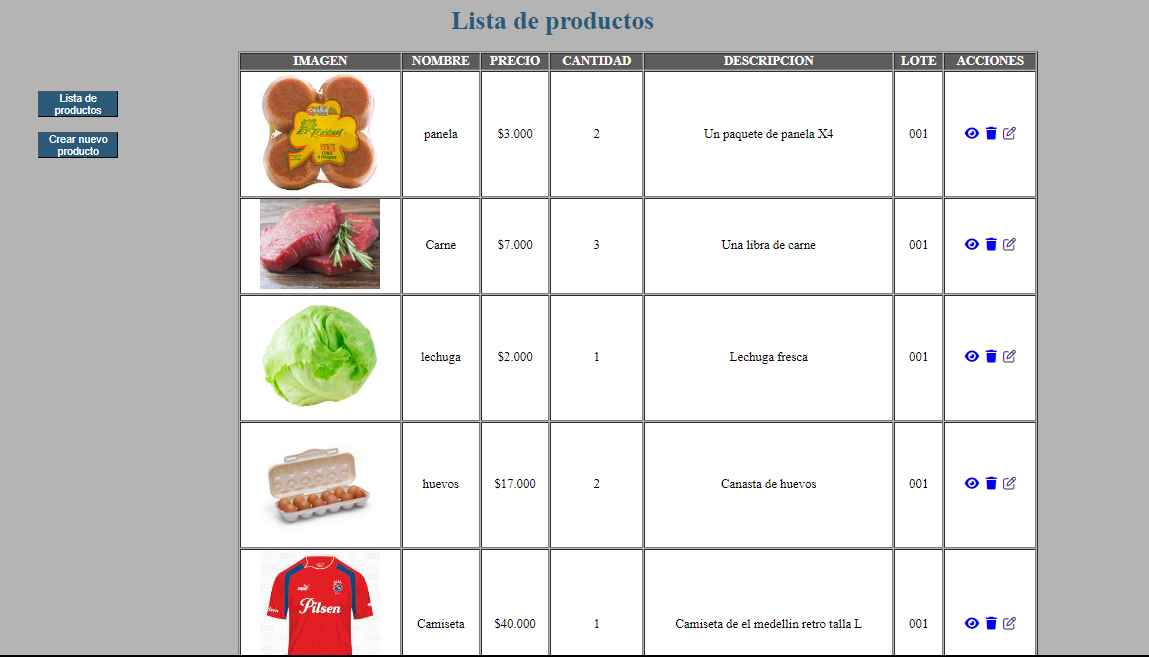 Lista de productos
Lista de
productos
Crear nuevo
producto
IMAGEN NOMBRE PRECIO CANTIDAD DESCRIPCION LOTE ACCIONES
panela $3.000 2 Un paquete de panela X4 001
Carne $7.000 3 Una libra de carne 001
lechuga $2.000 1 Lechuga fresca 001
huevos $17.000 2 Canasta de huevos 001
Pilsen
Camiseta $40.000 1 Camiseta de el medellin retro talla L 001